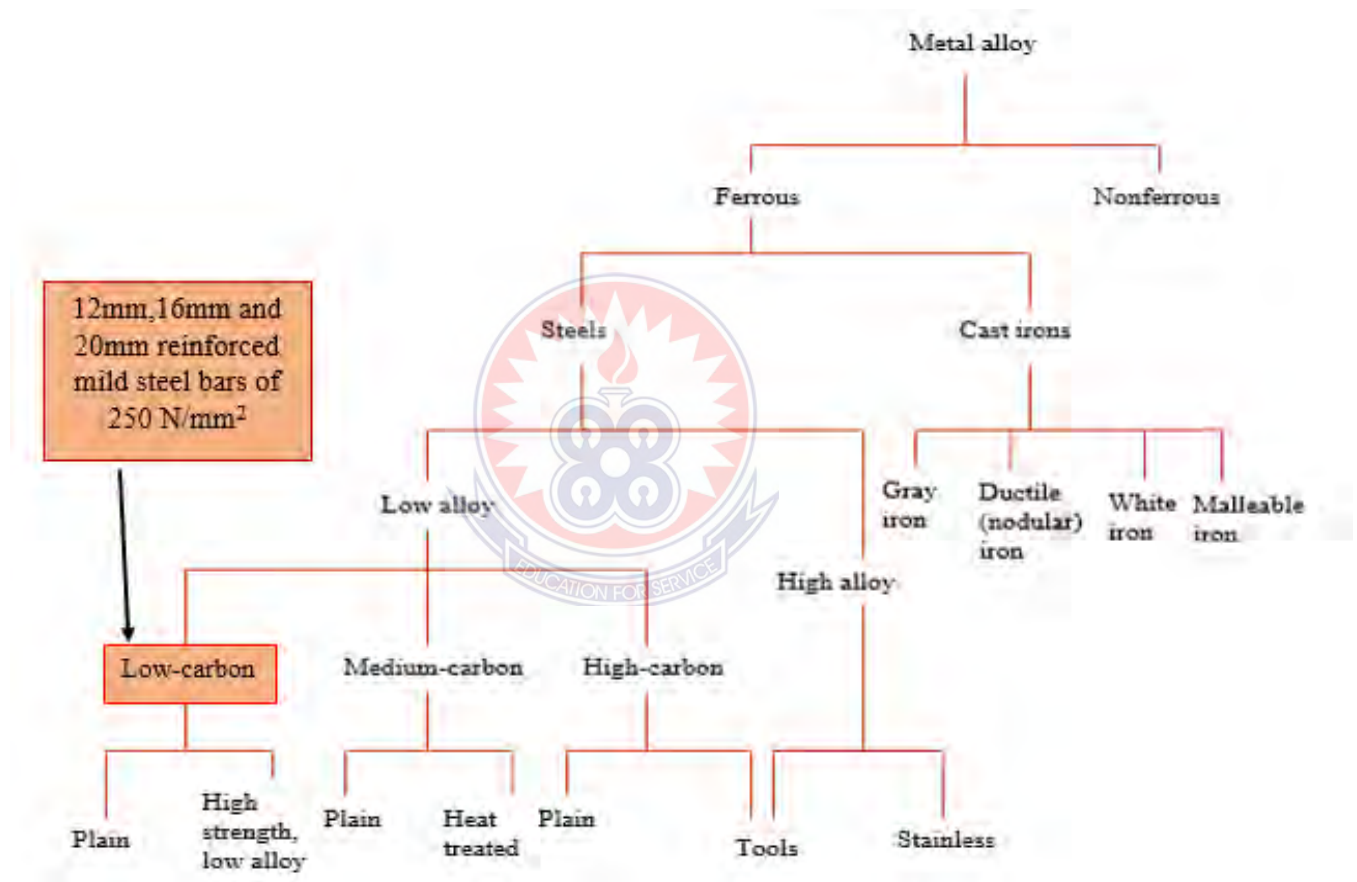 Metal alloy
Ferrous
Nonferrous
12mm,16mm and
20mm reinforced
mild steel bars of
250 N/mm²
Steels
Cast irons
Low alloy
Gray
iron
Ductile
(nodular)
iron
White
iron
Malleable
iron
High alloy
EDUCATION FOR SERVICE
Low-carbon
Medium-carbon
High-carbon
Plain
High
strength,
low alloy
Plain
Heat
treated
Plain
Tools
Stainless